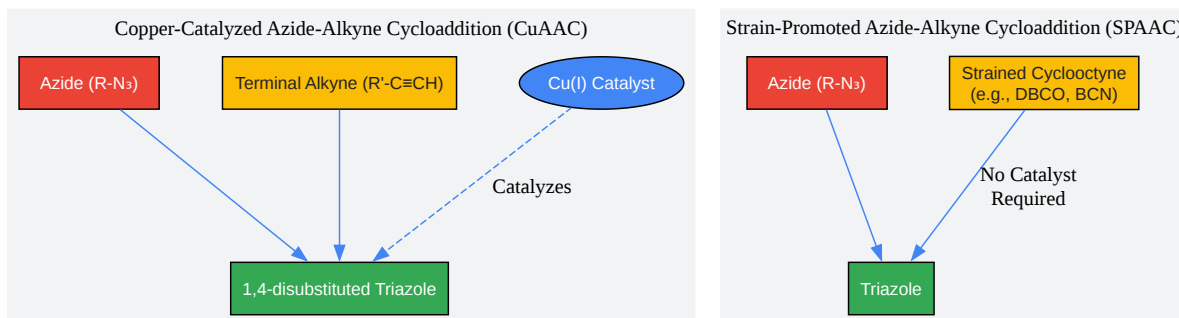 Copper-Catalyzed Azide-Alkyne Cycloaddition (CuAAC)
Azide (R-N₃)
Terminal Alkyne (R'-C≡CH)
Cu(I) Catalyst
Catalyzes
1,4-disubstituted Triazole
Strain-Promoted Azide-Alkyne Cycloaddition (SPAAC)
Azide (R-N₃)
Strained Cyclooctyne
(e.g., DBCO, BCN)
No Catalyst
Required
Triazole